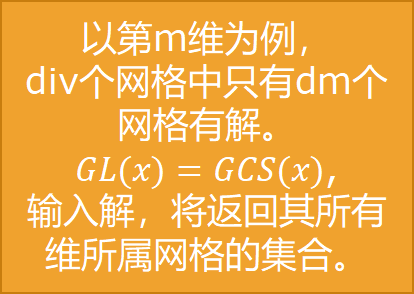 以第m维为例，
div个网格中只有dm个
网格有解。
GL(x) = GCS(x),
输入解，将返回其所有
维所属网格的集合。